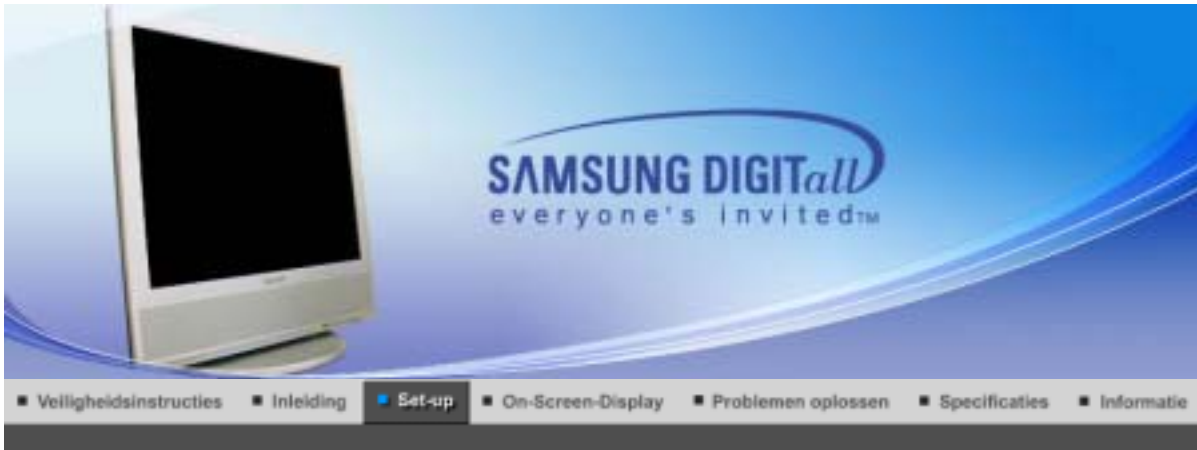 SAMSUNG DIGITall
everyone's invited™
Veiligheidsinstructies Inleiding Set-up On-Screen-Display Problemen oplossen Specificaties Informatie